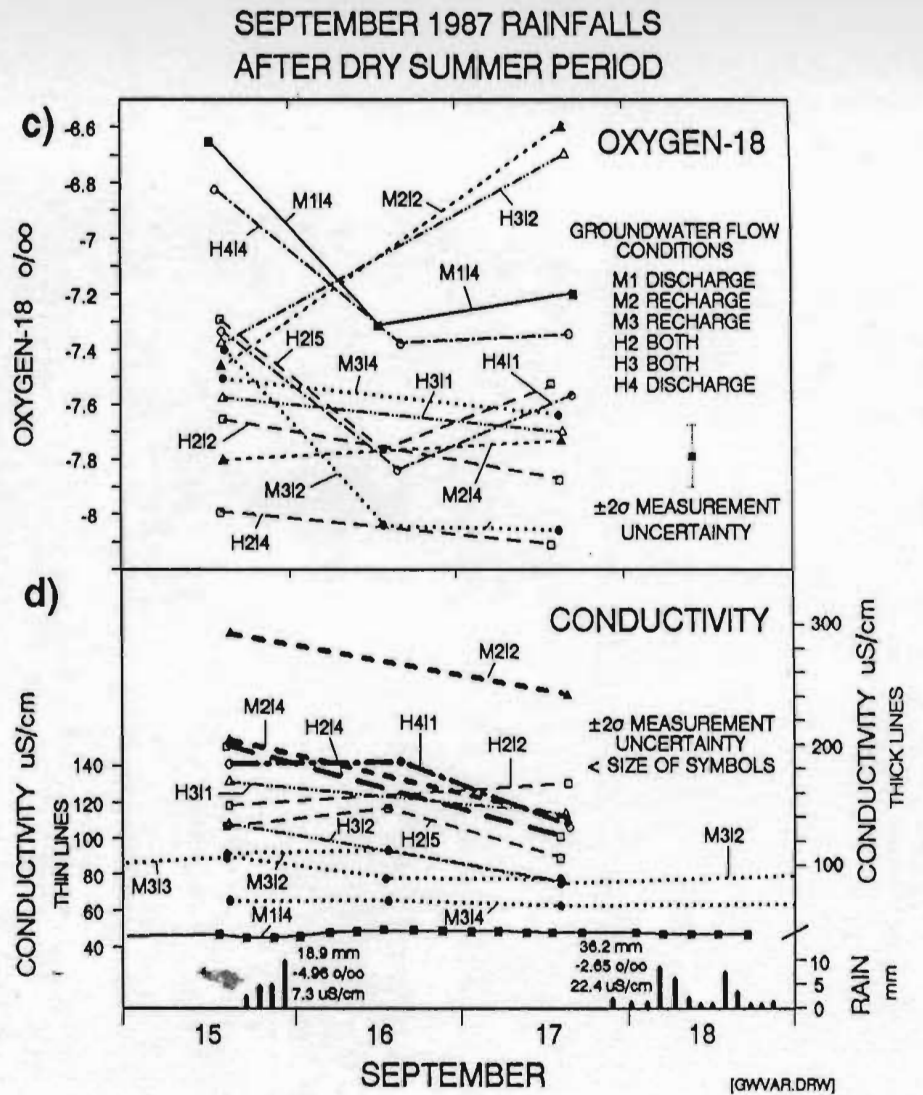 SEPTEMBER 1987 RAINFALLS
AFTER DRY SUMMER PERIOD
c)
OXYGEN-18 o/oo
-6.6
-6.8
-7
-7.2
-7.4
-7.6
-7.8
-8
OXYGEN-18
M1I4
H4I4
M2I2
H3I2
M1I4
H2I5
M3I4
H3I1
H4I1
H2I2
M3I2
M2I4
H2I4
GROUNDWATER FLOW
CONDITIONS
M1 DISCHARGE
M2 RECHARGE
M3 RECHARGE
H2 BOTH
H3 BOTH
H4 DISCHARGE
±2σ MEASUREMENT
UNCERTAINTY
d)
CONDUCTIVITY uS/cm
THIN LINES
140
120
100
80
60
40
CONDUCTIVITY
M2I2
M2I4
H2I4
H4I1
H2I2
±2σ MEASUREMENT
UNCERTAINTY
< SIZE OF SYMBOLS
H3I1
H3I2
H2I5
M3I2
M3I3
M3I2
M1I4
M3I4
300
200
100
CONDUCTIVITY uS/cm
THICK LINES
18.9 mm
-4.96 o/oo
7.3 uS/cm
36.2 mm
-2.65 o/oo
22.4 uS/cm
10
5
0
RAIN
mm
15
16
17
18
SEPTEMBER
[GWVAR.DRW]